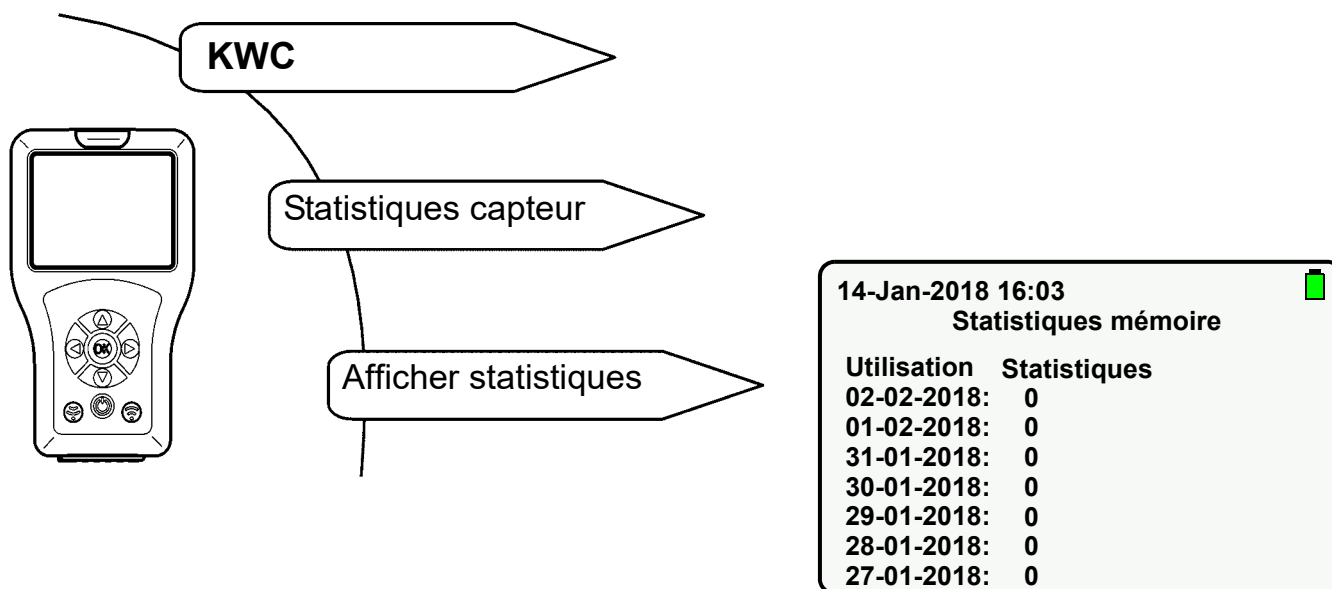 KWC
Statistiques capteur
Afficher statistiques
OK
14-Jan-2018 16:03
Statistiques mémoire
Utilisation Statistiques
02-02-2018: 0
01-02-2018: 0
31-01-2018: 0
30-01-2018: 0
29-01-2018: 0
28-01-2018: 0
27-01-2018: 0